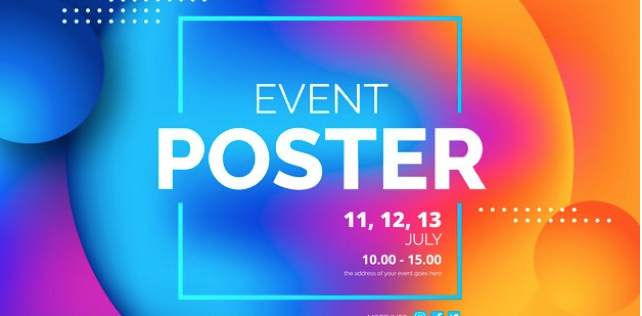 EVENT
POSTER
11, 12, 13
JULY
10.00 - 15.00
the address of your event goes here